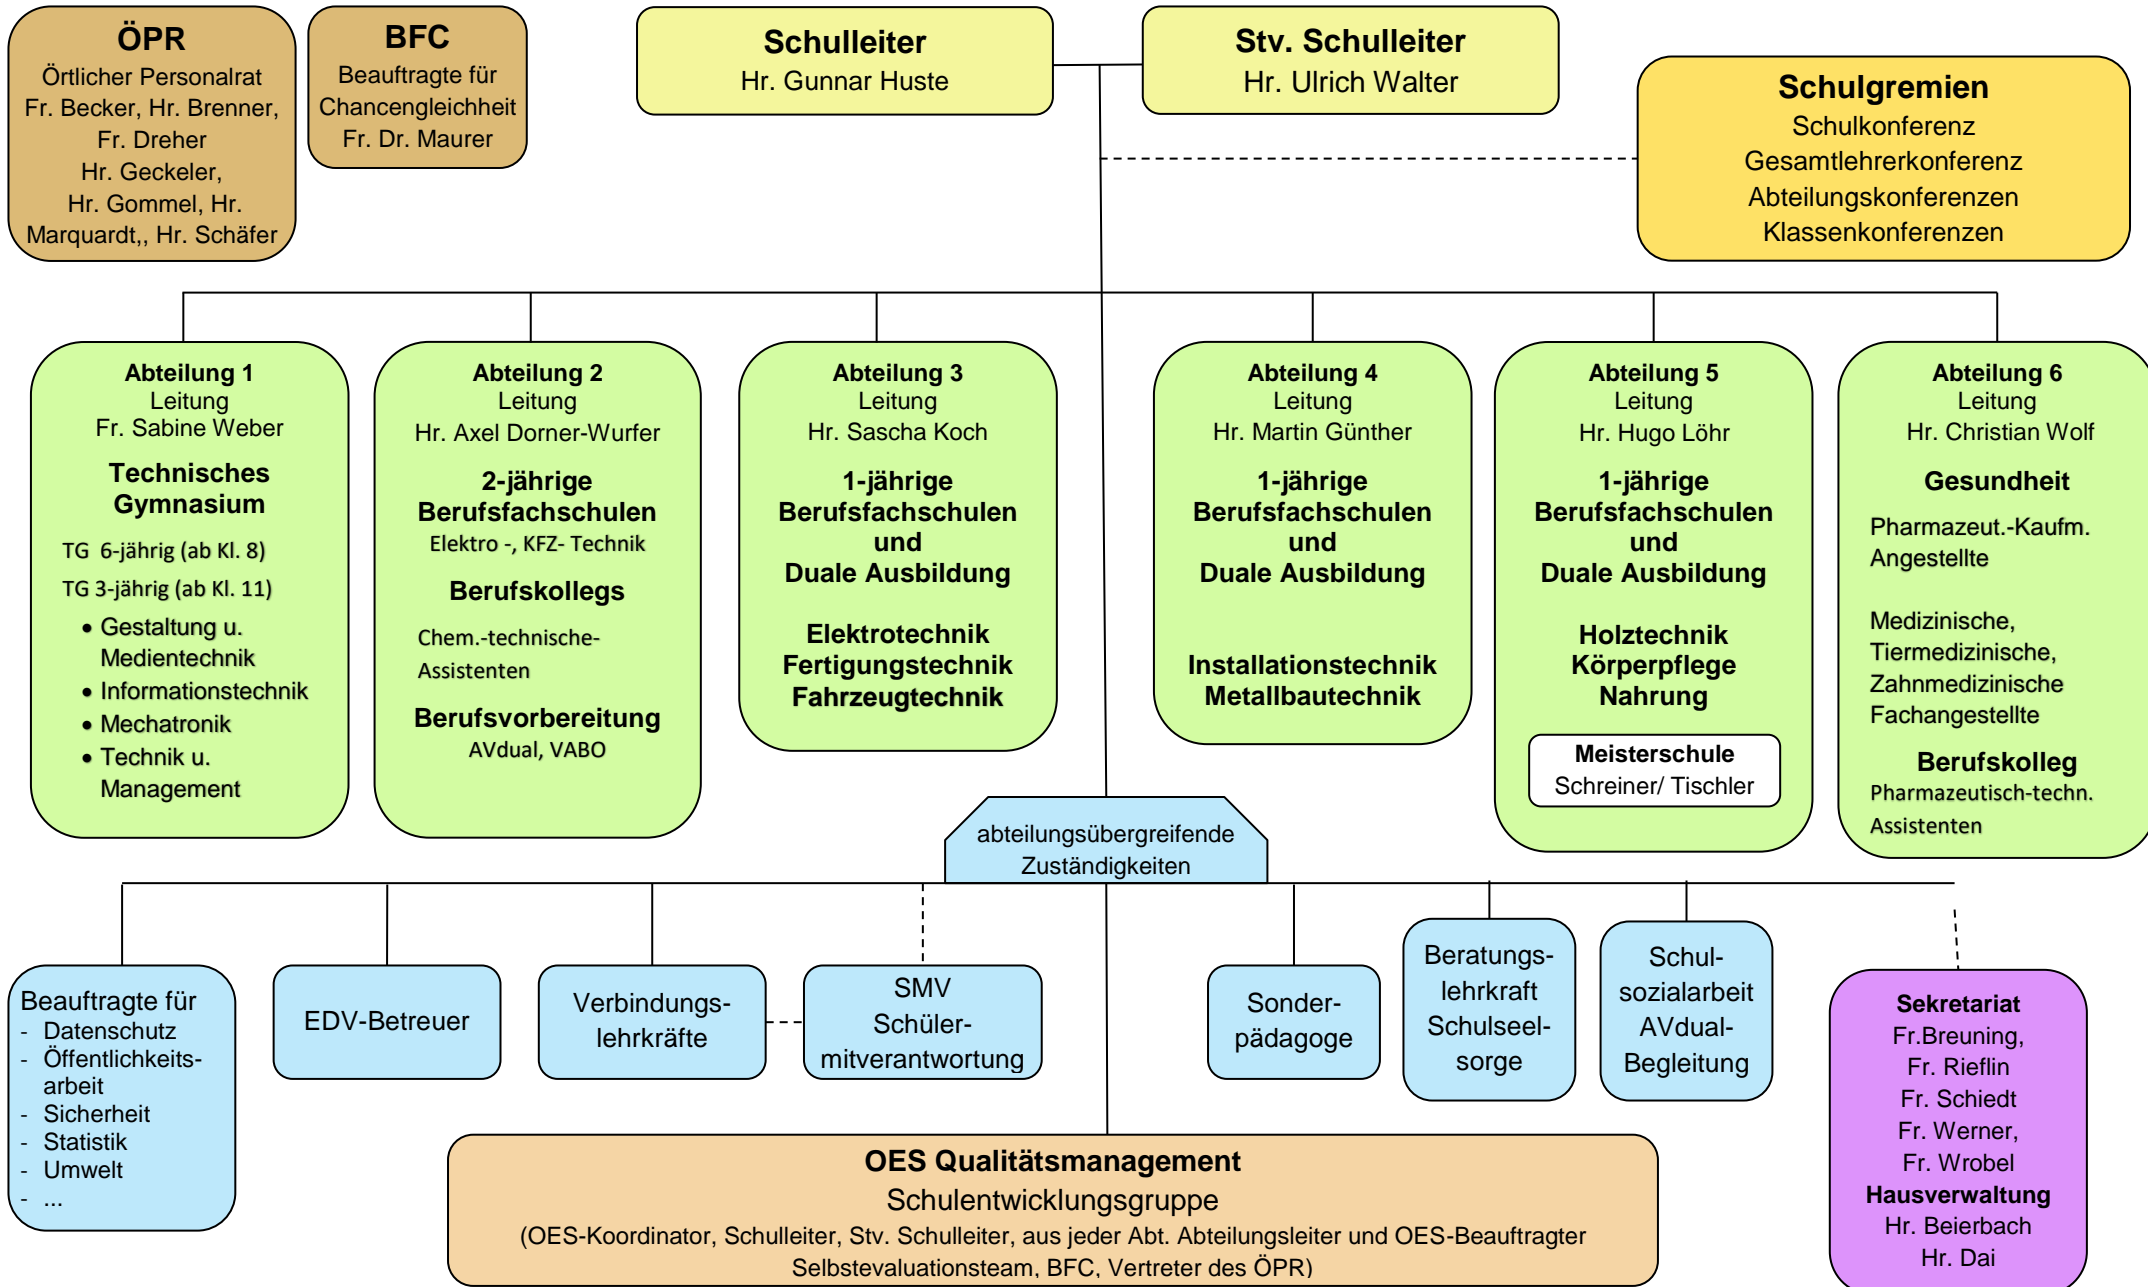 ÖPR
Örtlicher Personalrat
Fr. Becker, Hr. Brenner,
Fr. Dreher
Hr. Geckeler,
Hr. Gommel, Hr.
Marquardt,, Hr. Schäfer
BFC
Beauftragte für
Chancengleichheit
Fr. Dr. Maurer
Schulleiter
Hr. Gunnar Huste
Stv. Schulleiter
Hr. Ulrich Walter
Schulgremien
Schulkonferenz
Gesamtlehrerkonferenz
Abteilungskonferenzen
Klassenkonferenzen
Abteilung 1
Leitung
Fr. Sabine Weber
Technisches
Gymnasium
TG  6-jährig (ab Kl. 8)
TG 3-jährig (ab Kl. 11)
• Gestaltung u.
Medientechnik
• Informationstechnik
• Mechatronik
• Technik u.
Management
Abteilung 2
Leitung
Hr. Axel Dorner-Wurfer
2-jährige
Berufsfachschulen
Elektro -, KFZ- Technik
Berufskollegs
Chem.-technische-
Assistenten
Berufsvorbereitung
AVdual, VABO
Abteilung 3
Leitung
Hr. Sascha Koch
1-jährige
Berufsfachschulen
und
Duale Ausbildung
Elektrotechnik
Fertigungstechnik
Fahrzeugtechnik
Abteilung 4
Leitung
Hr. Martin Günther
1-jährige
Berufsfachschulen
und
Duale Ausbildung
Installationstechnik
Metallbautechnik
Abteilung 5
Leitung
Hr. Hugo Löhr
1-jährige
Berufsfachschulen
und
Duale Ausbildung
Holztechnik
Körperpflege
Nahrung
Meisterschule
Schreiner/ Tischler
Abteilung 6
Leitung
Hr. Christian Wolf
Gesundheit
Pharmazeut.-Kaufm.
Angestellte
Medizinische,
Tiermedizinische,
Zahnmedizinische
Fachangestellte
Berufskolleg
Pharmazeutisch-techn.
Assistenten
abteilungsübergreifende
Zuständigkeiten
Beauftragte für
- Datenschutz
- Öffentlichkeits-
arbeit
- Sicherheit
- Statistik
- Umwelt
- ...
EDV-Betreuer
Verbindungs-
lehrkräfte
SMV
Schüler-
mitverantwortung
Sonder-
pädagoge
Beratungs-
lehrkraft
Schulseel-
sorge
Schul-
sozialarbeit
AVdual-
Begleitung
Sekretariat
Fr.Breuning,
Fr. Rieflin
Fr. Schiedt
Fr. Werner,
Fr. Wrobel
Hausverwaltung
Hr. Beierbach
Hr. Dai
OES Qualitätsmanagement
Schulentwicklungsgruppe
(OES-Koordinator, Schulleiter, Stv. Schulleiter, aus jeder Abt. Abteilungsleiter und OES-Beauftragter
Selbstevaluationsteam, BFC, Vertreter des ÖPR)